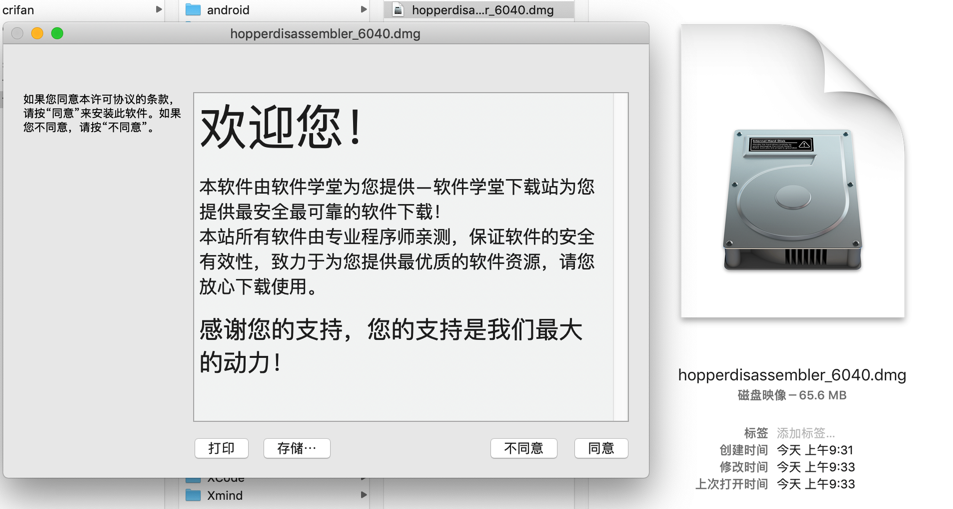 crifan
android
hopperdisa...r_6040.dmg
hopperdisassembler_6040.dmg
如果您同意本许可协议的条款，
请按“同意”来安装此软件。如果
您不同意，请按“不同意”。
欢迎您！
本软件由软件学堂为您提供—软件学堂下载站为您
提供最安全最可靠的软件下载！
本站所有软件由专业程序师亲测，保证软件的安全
有效性，致力于为您提供最优质的软件资源，请您
放心下载使用。
感谢您的支持，您的支持是我们最大
的动力！
打印
存储…
不同意
同意
XCode
Xmind
hopperdisassembler_6040.dmg
磁盘映像 – 65.6 MB
标签 添加标签...
创建时间 今天 上午9:31
修改时间 今天 上午9:33
上次打开时间 今天 上午9:33